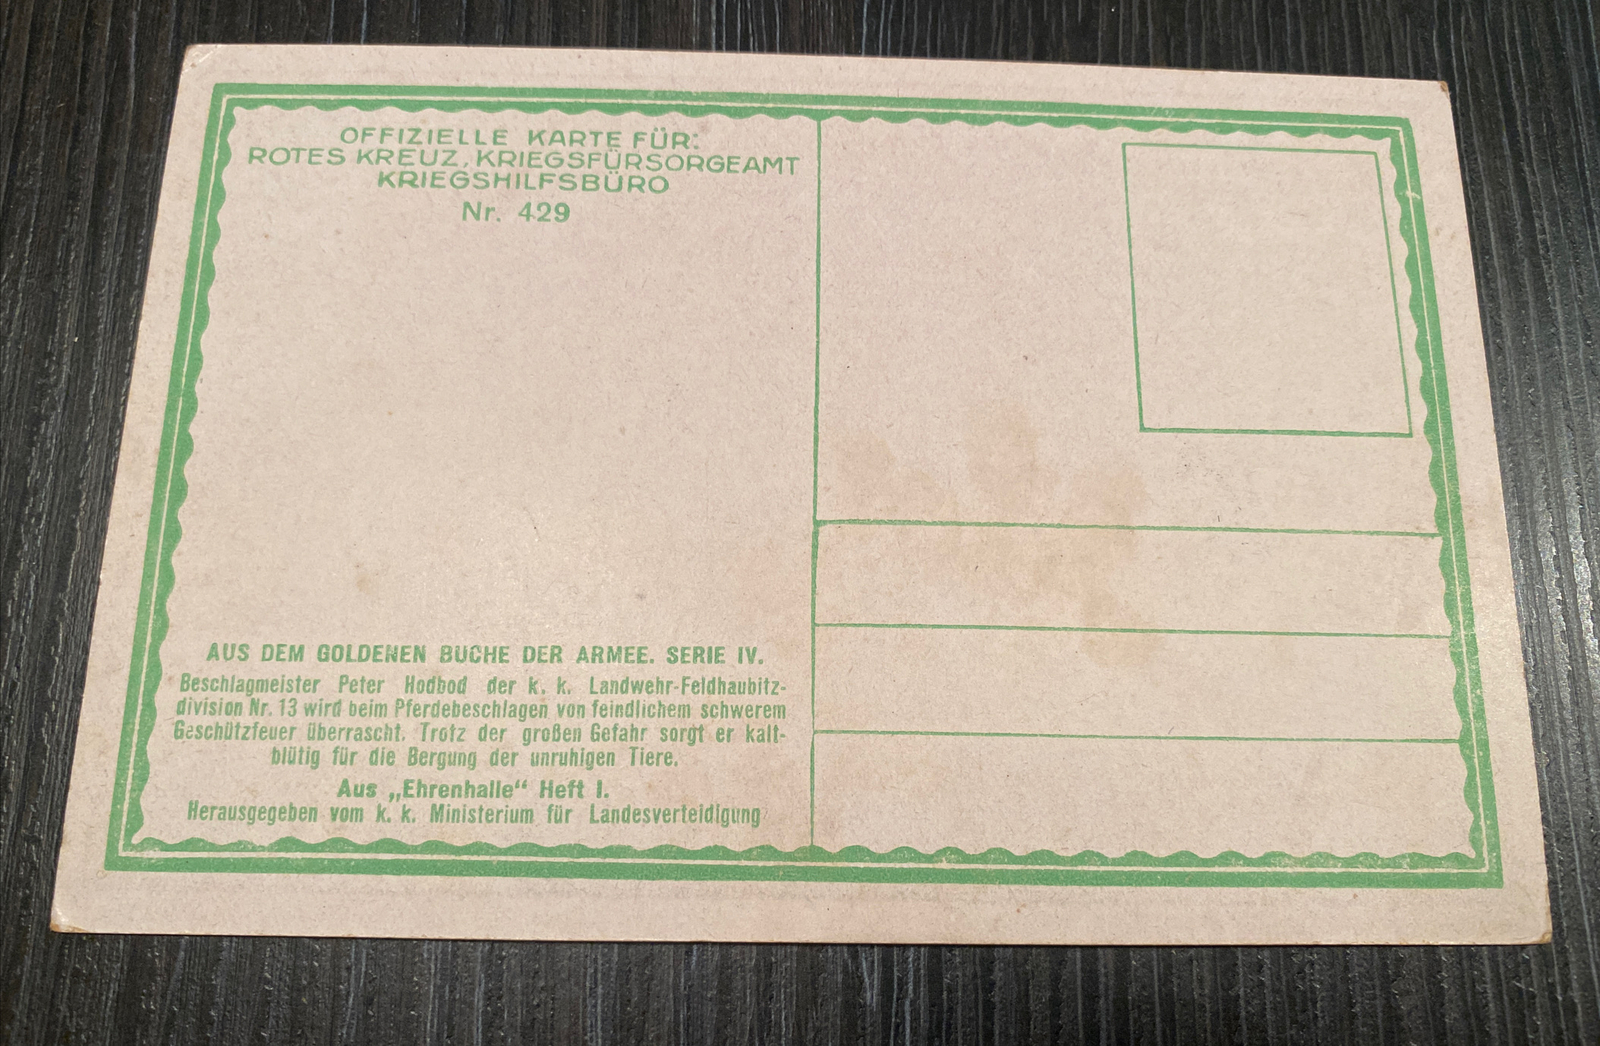 OFFIZIELLE KARTE FÜR:
ROTES KREUZ, KRIEGSFÜRSORGEAMT
KRIEGSHILFSBÜRO
Nr. 429
AUS DEM GOLDENEN BUCHE DER ARMEE. SERIE IV.
Beschlagmeister Peter Hodbod der k. k. Landwehr-Feldhaubitz-
division Nr. 13 wird beim Pferdebeschlagen von feindlichem schwerem
Geschützfeuer überrascht. Trotz der großen Gefahr sorgt er kalt-
blütig für die Bergung der unruhigen Tiere.
Aus „Ehrenhalle“ Heft I.
Herausgegeben vom k. k. Ministerium für Landesverteidigung